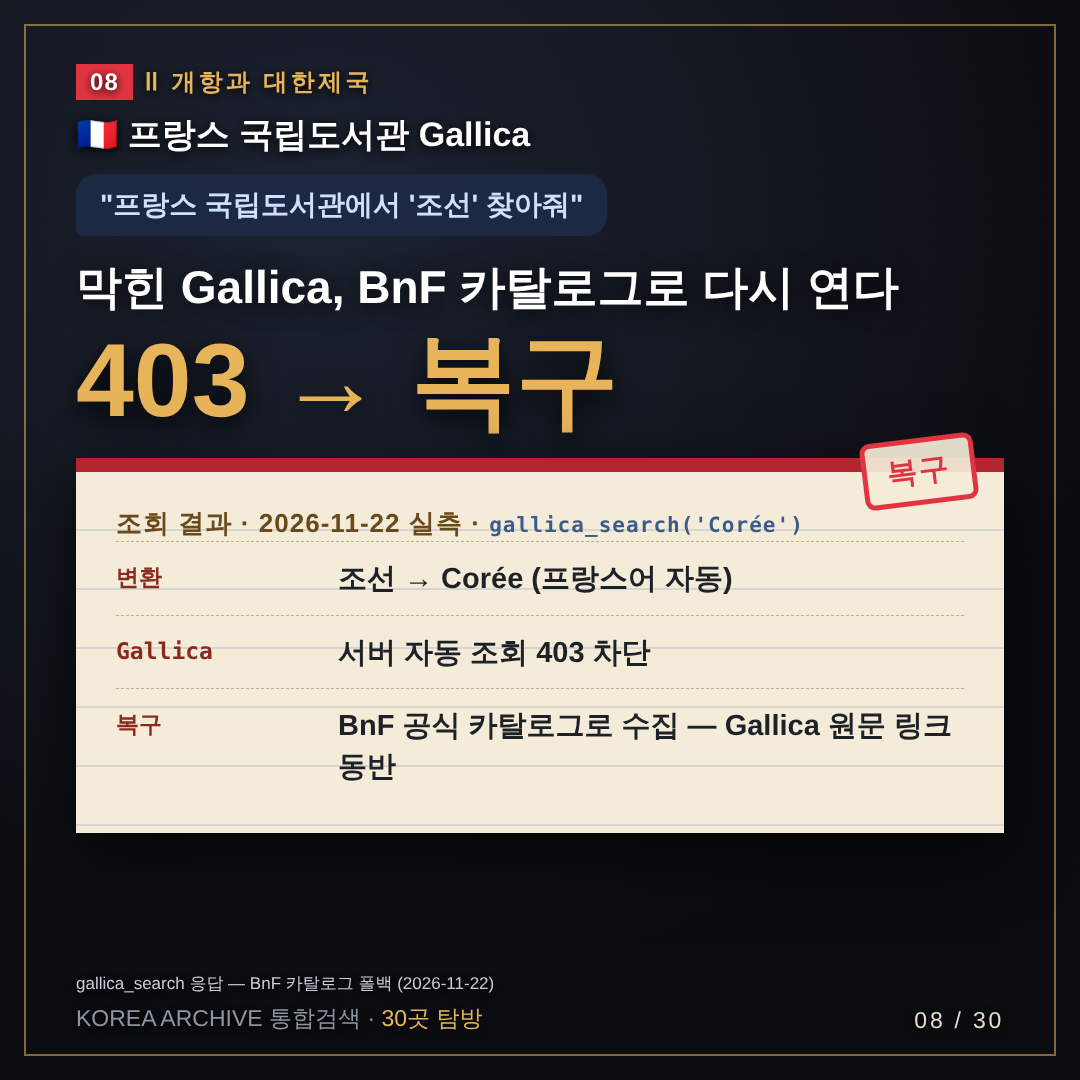 08 Ⅱ 개항과 대한제국
🇫🇷 프랑스 국립도서관 Gallica
"프랑스 국립도서관에서 '조선' 찾아줘"
막힌 Gallica, BnF 카탈로그로 다시 연다
403 → 복구
복구
조회 결과 · 2026-11-22 실측 · gallica_search('Corée')
변환 조선 → Corée (프랑스어 자동)
Gallica 서버 자동 조회 403 차단
복구 BnF 공식 카탈로그로 수집 — Gallica 원문 링크
동반
gallica_search 응답 — BnF 카탈로그 폴백 (2026-11-22)
KOREA ARCHIVE 통합검색 · 30곳 탐방
08 / 30